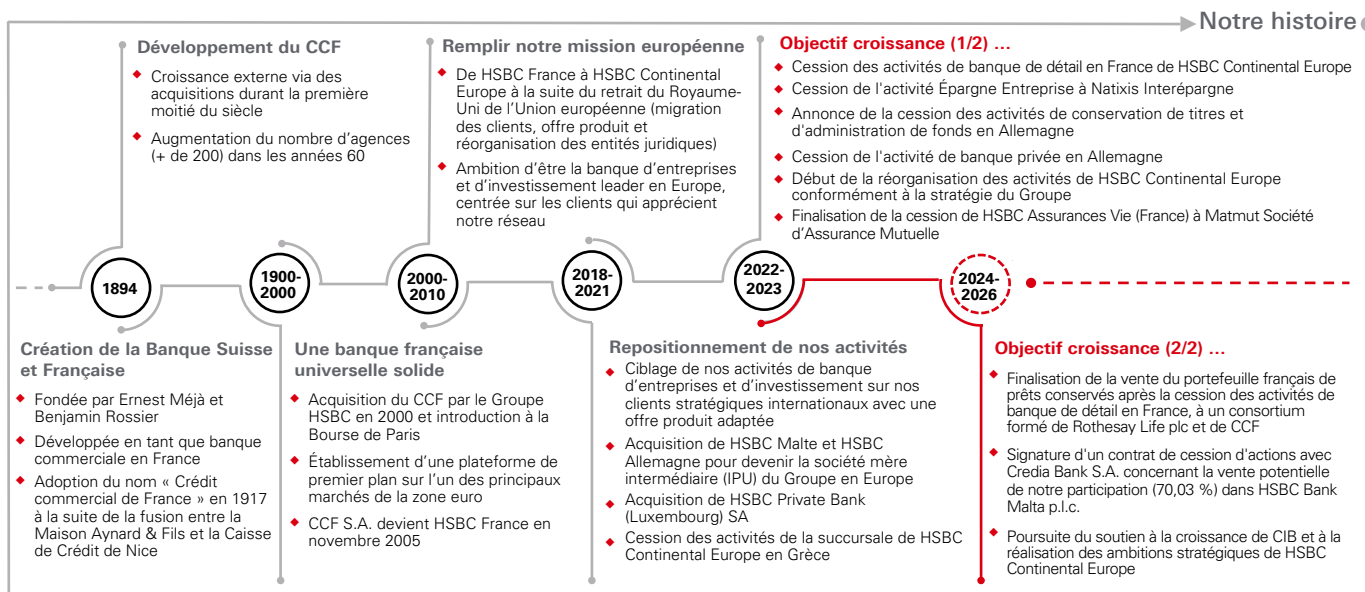 Notre histoire
Développement du CCF
Croissance externe via des
acquisitions durant la première
moitié du siècle
Augmentation du nombre d'agences
(+ de 200) dans les années 60
Remplir notre mission européenne
De HSBC France à HSBC Continental
Europe à la suite du retrait du Royaume-
Uni de l'Union européenne (migration
des clients, offre produit et
réorganisation des entités juridiques)
Ambition d'être la banque d'entreprises
et d'investissement leader en Europe,
centrée sur les clients qui apprécient
notre réseau
Objectif croissance (1/2) …
Cession des activités de banque de détail en France de HSBC Continental Europe
Cession de l'activité Épargne Entreprise à Natixis Interépargne
Annonce de la cession des activités de conservation de titres et
d'administration de fonds en Allemagne
Cession de l'activité de banque privée en Allemagne
Début de la réorganisation des activités de HSBC Continental Europe
conformément à la stratégie du Groupe
Finalisation de la cession de HSBC Assurances Vie (France) à Matmut Société
d'Assurance Mutuelle
1894
1900-
2000
2000-
2010
2018-
2021
2022-
2023
2024-
2026
Création de la Banque Suisse
et Française
Fondée par Ernest Méjà et
Benjamin Rossier
Développée en tant que banque
commerciale en France
Adoption du nom « Crédit
commercial de France » en 1917
à la suite de la fusion entre la
Maison Aynard & Fils et la Caisse
de Crédit de Nice
Une banque française
universelle solide
Acquisition du CCF par le Groupe
HSBC en 2000 et introduction à la
Bourse de Paris
Établissement d'une plateforme de
premier plan sur l'un des principaux
marchés de la zone euro
CCF S.A. devient HSBC France en
novembre 2005
Repositionnement de nos activités
Ciblage de nos activités de banque
d'entreprises et d'investissement sur nos
clients stratégiques internationaux avec une
offre produit adaptée
Acquisition de HSBC Malte et HSBC
Allemagne pour devenir la société mère
intermédiaire (IPU) du Groupe en Europe
Acquisition de HSBC Private Bank
(Luxembourg) SA
Cession des activités de la succursale de HSBC
Continental Europe en Grèce
Objectif croissance (2/2) …
Finalisation de la vente du portefeuille français de
prêts conservés après la cession des activités de
banque de détail en France, à un consortium
formé de Rothesay Life plc et de CCF
Signature d'un contrat de cession d'actions avec
Credia Bank S.A. concernant la vente potentielle
de notre participation (70,03 %) dans HSBC Bank
Malta p.l.c.
Poursuite du soutien à la croissance de CIB et à la
réalisation des ambitions stratégiques de HSBC
Continental Europe